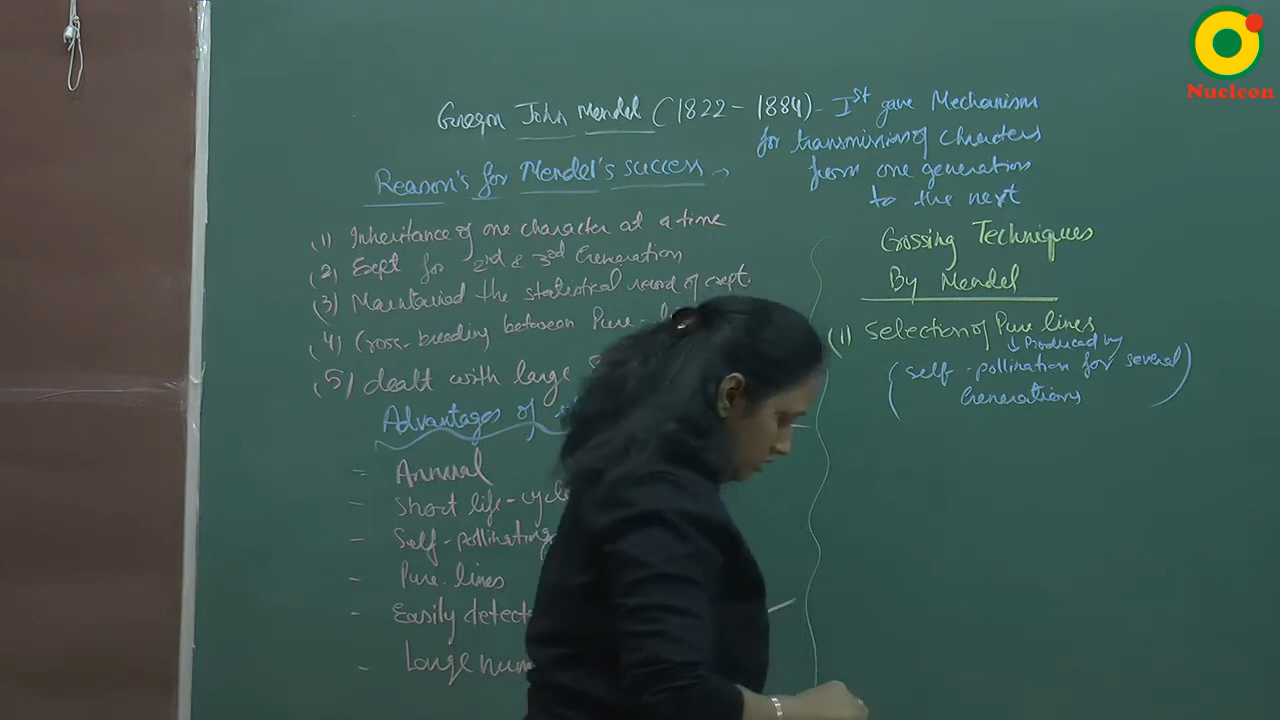 Nucleon
Gregor John Mendel (1822 - 1884) - Ist gave Mechanism
for transmission of characters
from one generation
to the next
Reason's for Mendel's success →
(1) Inheritance of one character at a time
(2) Expt for 2nd & 3rd Generation
(3) Maintained the statistical record of expt.
(4) Cross-breeding between Pure-
(5) dealt with large
Advantages of
- Annual
- Short life-cycle
- Self-pollinating
- Pure lines
- Easily
- Large
Crossing Techniques
By Mendel
(1) Selection of Pure lines
↓ Produced by
(self-pollination for several
Generations)